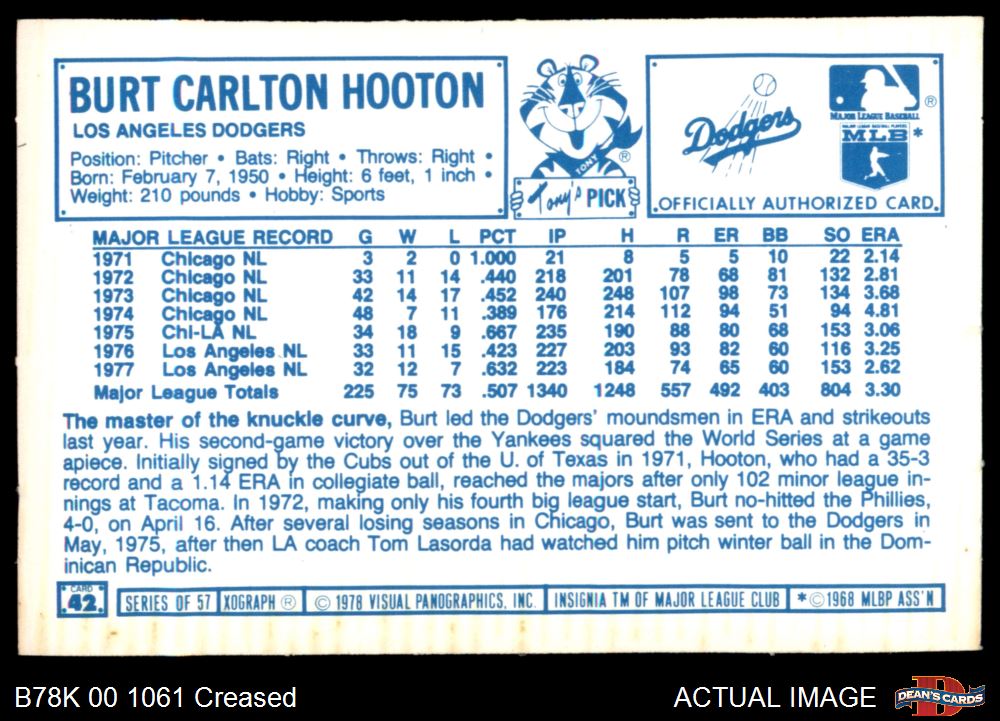 BURT CARLTON HOOTON
LOS ANGELES DODGERS
Position: Pitcher • Bats: Right • Throws: Right •
Born: February 7, 1950 • Height: 6 feet, 1 inch •
Weight: 210 pounds • Hobby: Sports
TONY
®
Tony's PICK
Dodgers
®
MAJOR LEAGUE BASEBALL
MAJOR LEAGUE BASEBALL PLAYERS
MLB *
OFFICIALLY AUTHORIZED CARD
MAJOR LEAGUE RECORD G W L PCT IP H R ER BB SO ERA
1971 Chicago NL 3 2 0 1.000 21 8 5 5 10 22 2.14
1972 Chicago NL 33 11 14 .440 218 201 78 68 81 132 2.81
1973 Chicago NL 42 14 17 .452 240 248 107 98 73 134 3.68
1974 Chicago NL 48 7 11 .389 176 214 112 94 51 94 4.81
1975 Chi-LA NL 34 18 9 .667 235 190 88 80 68 153 3.06
1976 Los Angeles NL 33 11 15 .423 227 203 93 82 60 116 3.25
1977 Los Angeles NL 32 12 7 .632 223 184 74 65 60 153 2.62
Major League Totals 225 75 73 .507 1340 1248 557 492 403 804 3.30
The master of the knuckle curve, Burt led the Dodgers' moundsmen in ERA and strikeouts
last year. His second-game victory over the Yankees squared the World Series at a game
apiece. Initially signed by the Cubs out of the U. of Texas in 1971, Hooton, who had a 35-3
record and a 1.14 ERA in collegiate ball, reached the majors after only 102 minor league in-
nings at Tacoma. In 1972, making only his fourth big league start, Burt no-hitted the Phillies,
4-0, on April 16. After several losing seasons in Chicago, Burt was sent to the Dodgers in
May, 1975, after then LA coach Tom Lasorda had watched him pitch winter ball in the Dom-
inican Republic.
CARD
42
SERIES OF 57 XOGRAPH ® © 1978 VISUAL PANOGRAPHICS, INC. INSIGNIA TM OF MAJOR LEAGUE CLUB * © 1968 MLBP ASS'N
B78K 00 1061 Creased
ACTUAL IMAGE
D
DEAN'S CARDS